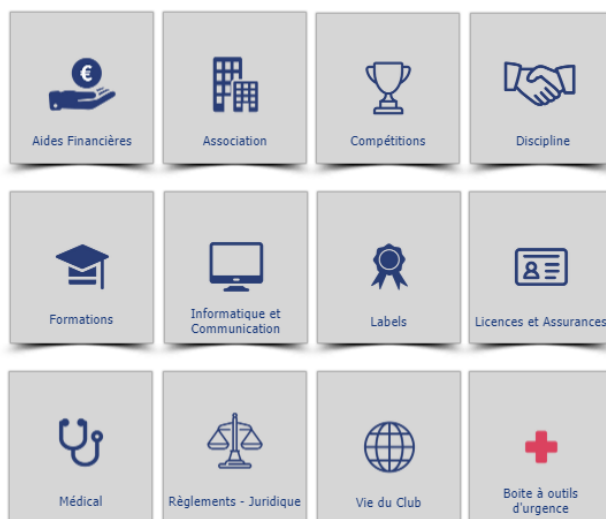 €
Aides Financières
Association
Compétitions
Discipline
Formations
Informatique et
Communication
Labels
Licences et Assurances
Médical
Règlements - Juridique
Vie du Club
Boite à outils
d'urgence